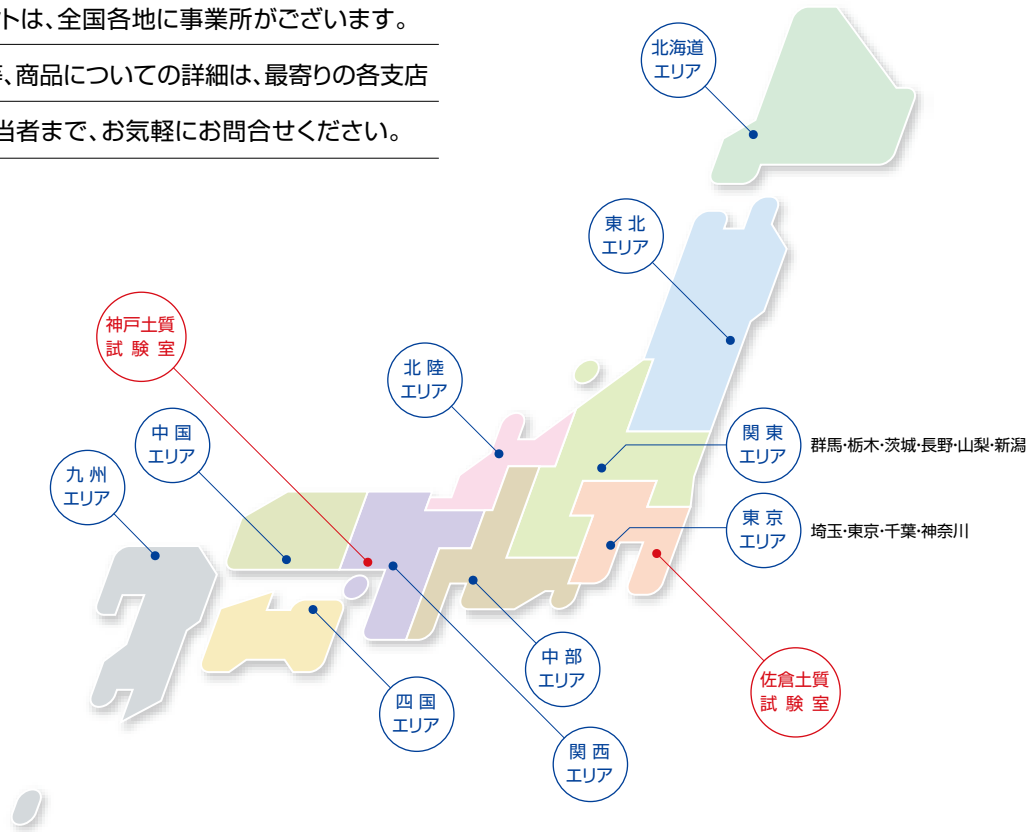 トは、全国各地に事業所がございます。
、商品についての詳細は、最寄りの各支店
当者まで、お気軽にお問合せください。
北海道
エリア
東北
エリア
神戸土質
試験室
北陸
エリア
中国
エリア
関東
エリア
群馬・栃木・茨城・長野・山梨・新潟
九州
エリア
東京
エリア
埼玉・東京・千葉・神奈川
中部
エリア
佐倉土質
試験室
四国
エリア
関西
エリア